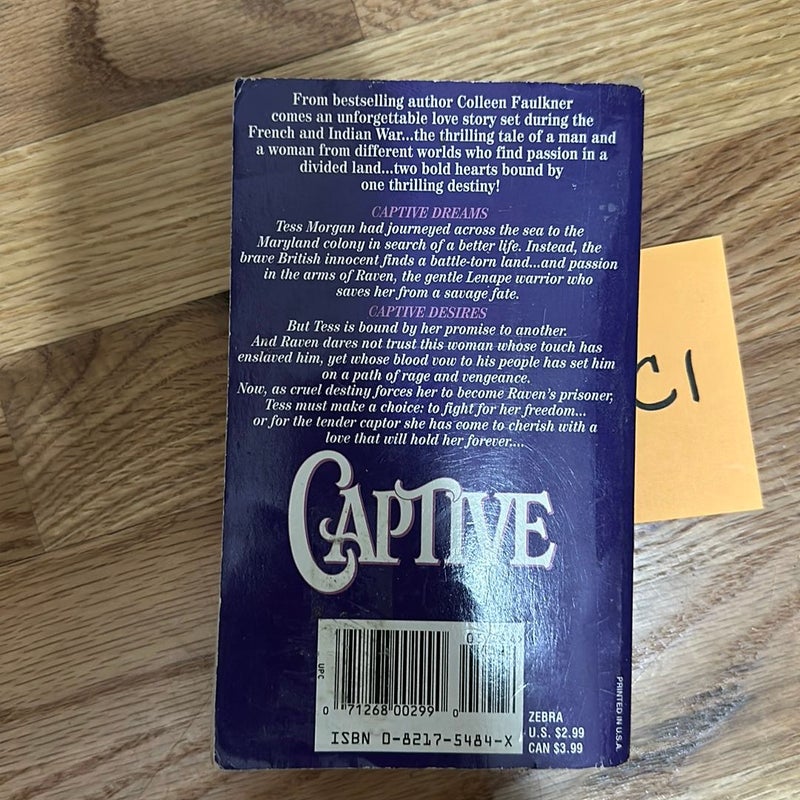 From bestselling author Colleen Faulkner
comes an unforgettable love story set during the
French and Indian War...the thrilling tale of a man and
a woman from different worlds who find passion in a
divided land...two bold hearts bound by
one thrilling destiny!
CAPTIVE DREAMS
Tess Morgan had journeyed across the sea to the
Maryland colony in search of a better life. Instead, the
brave British innocent finds a battle-torn land...and passion
in the arms of Raven, the gentle Lenape warrior who
saves her from a savage fate.
CAPTIVE DESIRES
But Tess is bound by her promise to another.
And Raven dares not trust this woman whose touch has
enslaved him, yet whose blood vow to his people has set him
on a path of rage and vengeance.
Now, as cruel destiny forces her to become Raven's prisoner,
Tess must make a choice: to fight for her freedom...
or for the tender captor she has come to cherish with a
love that will hold her forever....
CAPTIVE
UPC
0 71268 00299 0
ISBN 0-8217-5484-X
ZEBRA
U.S. $2.99
CAN $3.99
PRINTED IN U.S.A.
C1